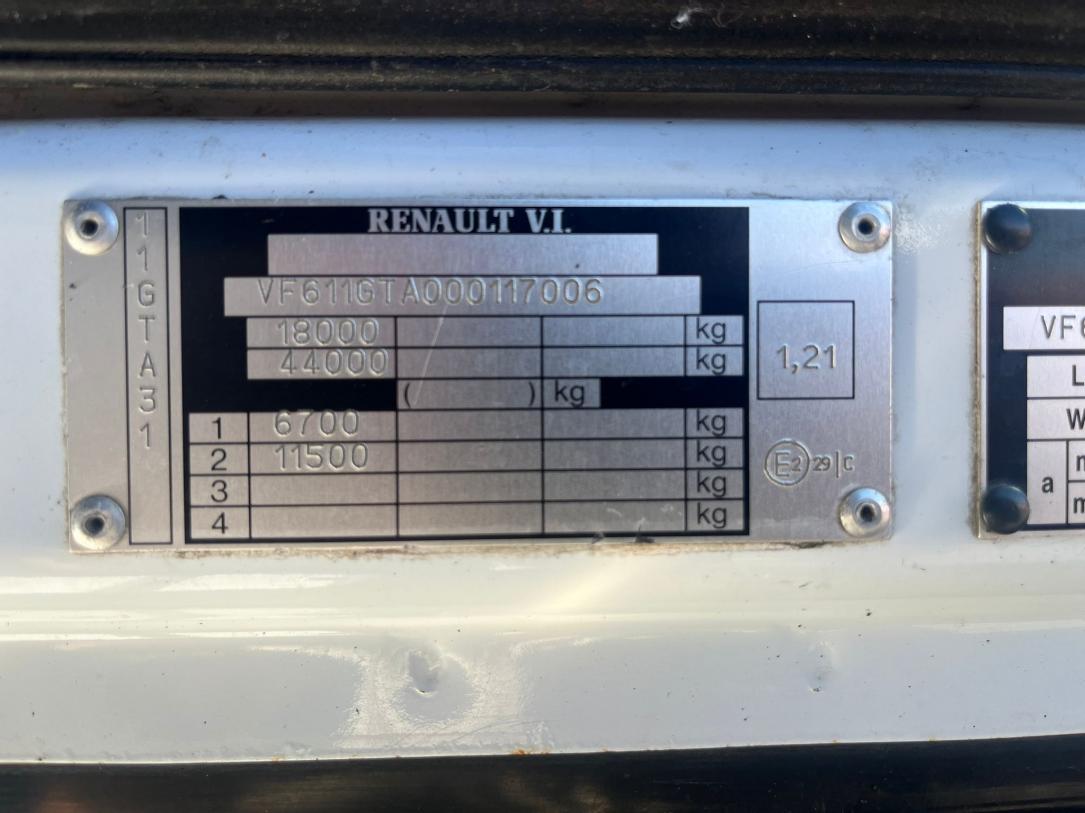 11GTA31
RENAULT V.I.
VF611GTA000117006
18000 kg
44000 kg
( ) kg
1 6700 kg
2 11500 kg
3 kg
4 kg
1,21
E2 29|C
VF6
L
W
a